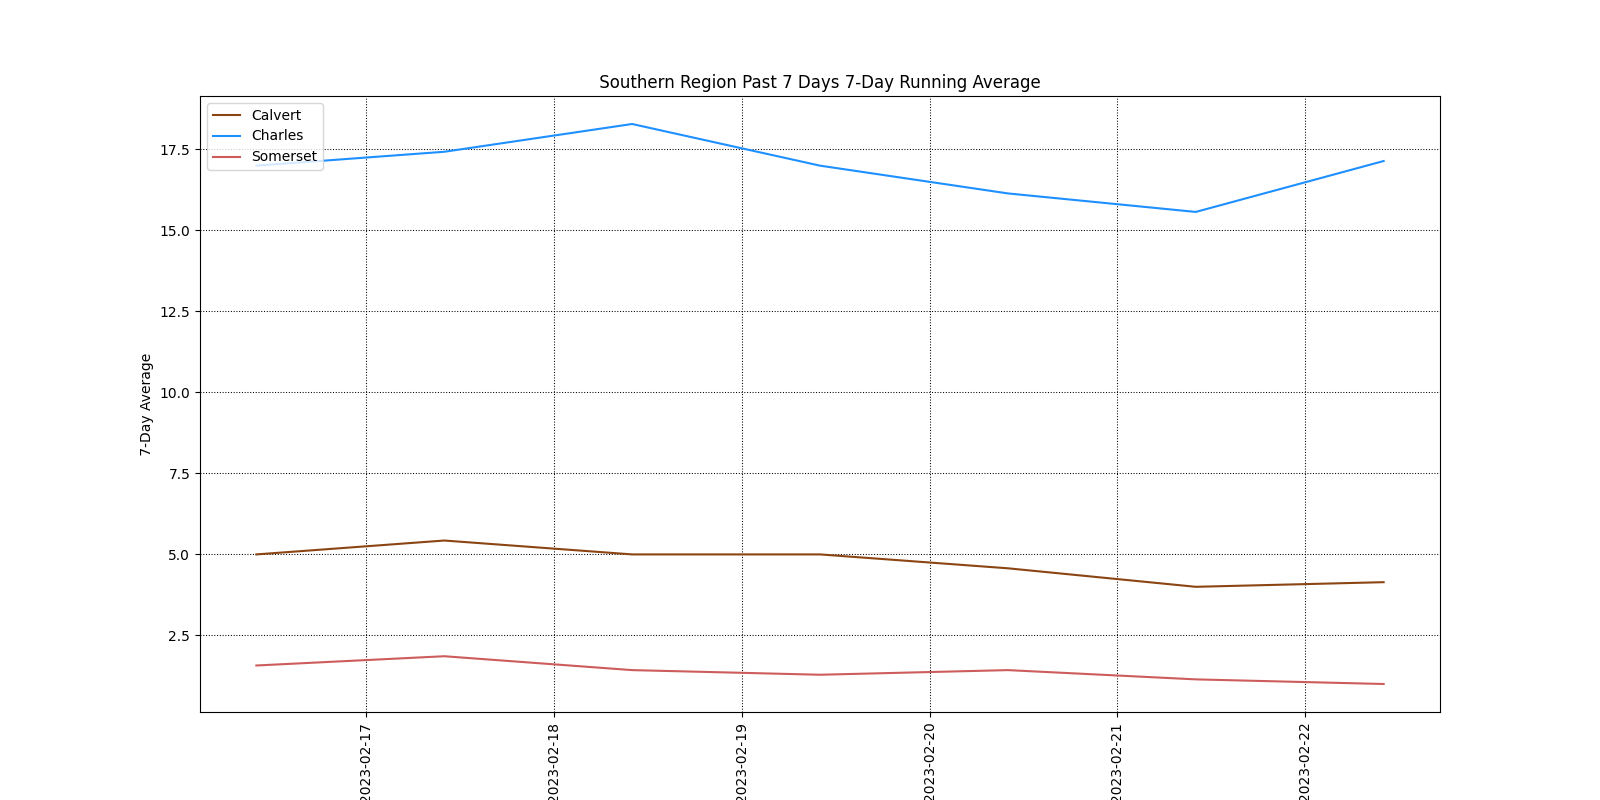 Southern Region Past 7 Days 7-Day Running Average
Calvert
Charles
Somerset
7-Day Average
17.5
15.0
12.5
10.0
7.5
5.0
2.5
2023-02-17
2023-02-18
2023-02-19
2023-02-20
2023-02-21
2023-02-22